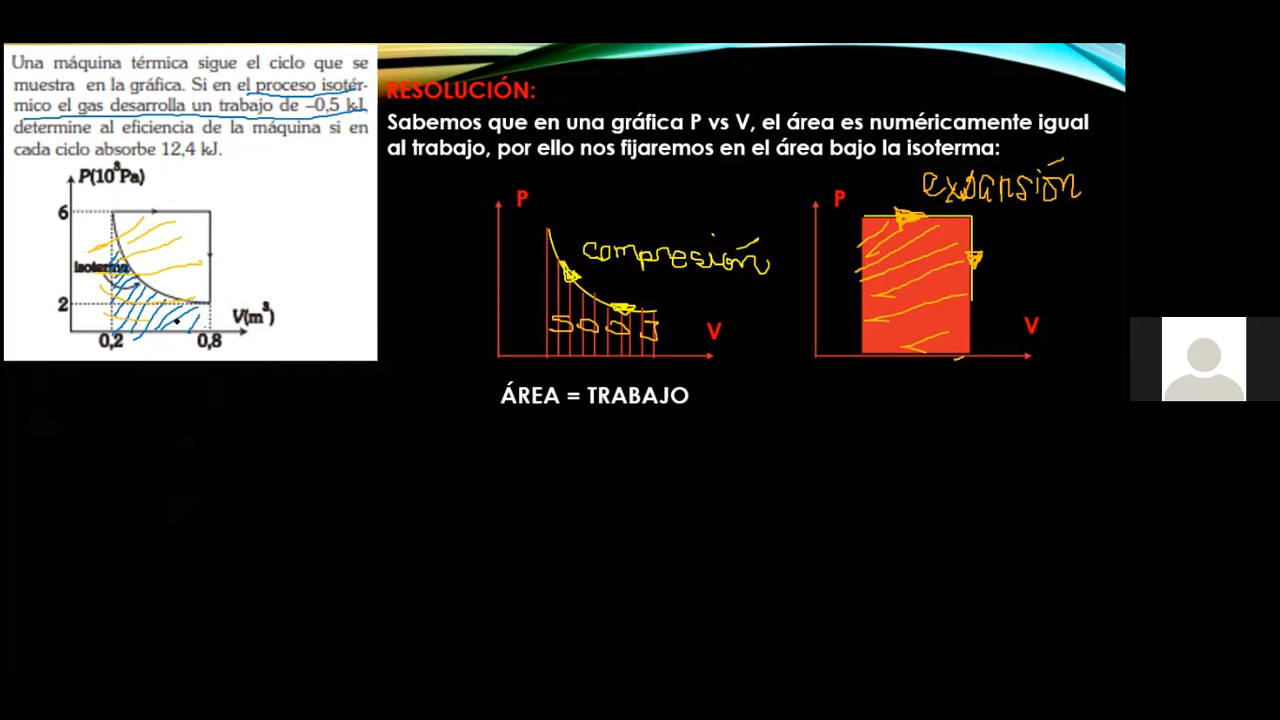 Una máquina térmica sigue el ciclo que se
muestra en la gráfica. Si en el proceso isotér-
mico el gas desarrolla un trabajo de –0,5 kJ,
determine al eficiencia de la máquina si en
cada ciclo absorbe 12,4 kJ.
P(10³Pa)
6
isoterma
2
V(m³)
0,2
0,8
RESOLUCIÓN:
Sabemos que en una gráfica P vs V, el área es numéricamente igual
al trabajo, por ello nos fijaremos en el área bajo la isoterma:
P
compresión
500J
V
P
expansión
V
ÁREA = TRABAJO